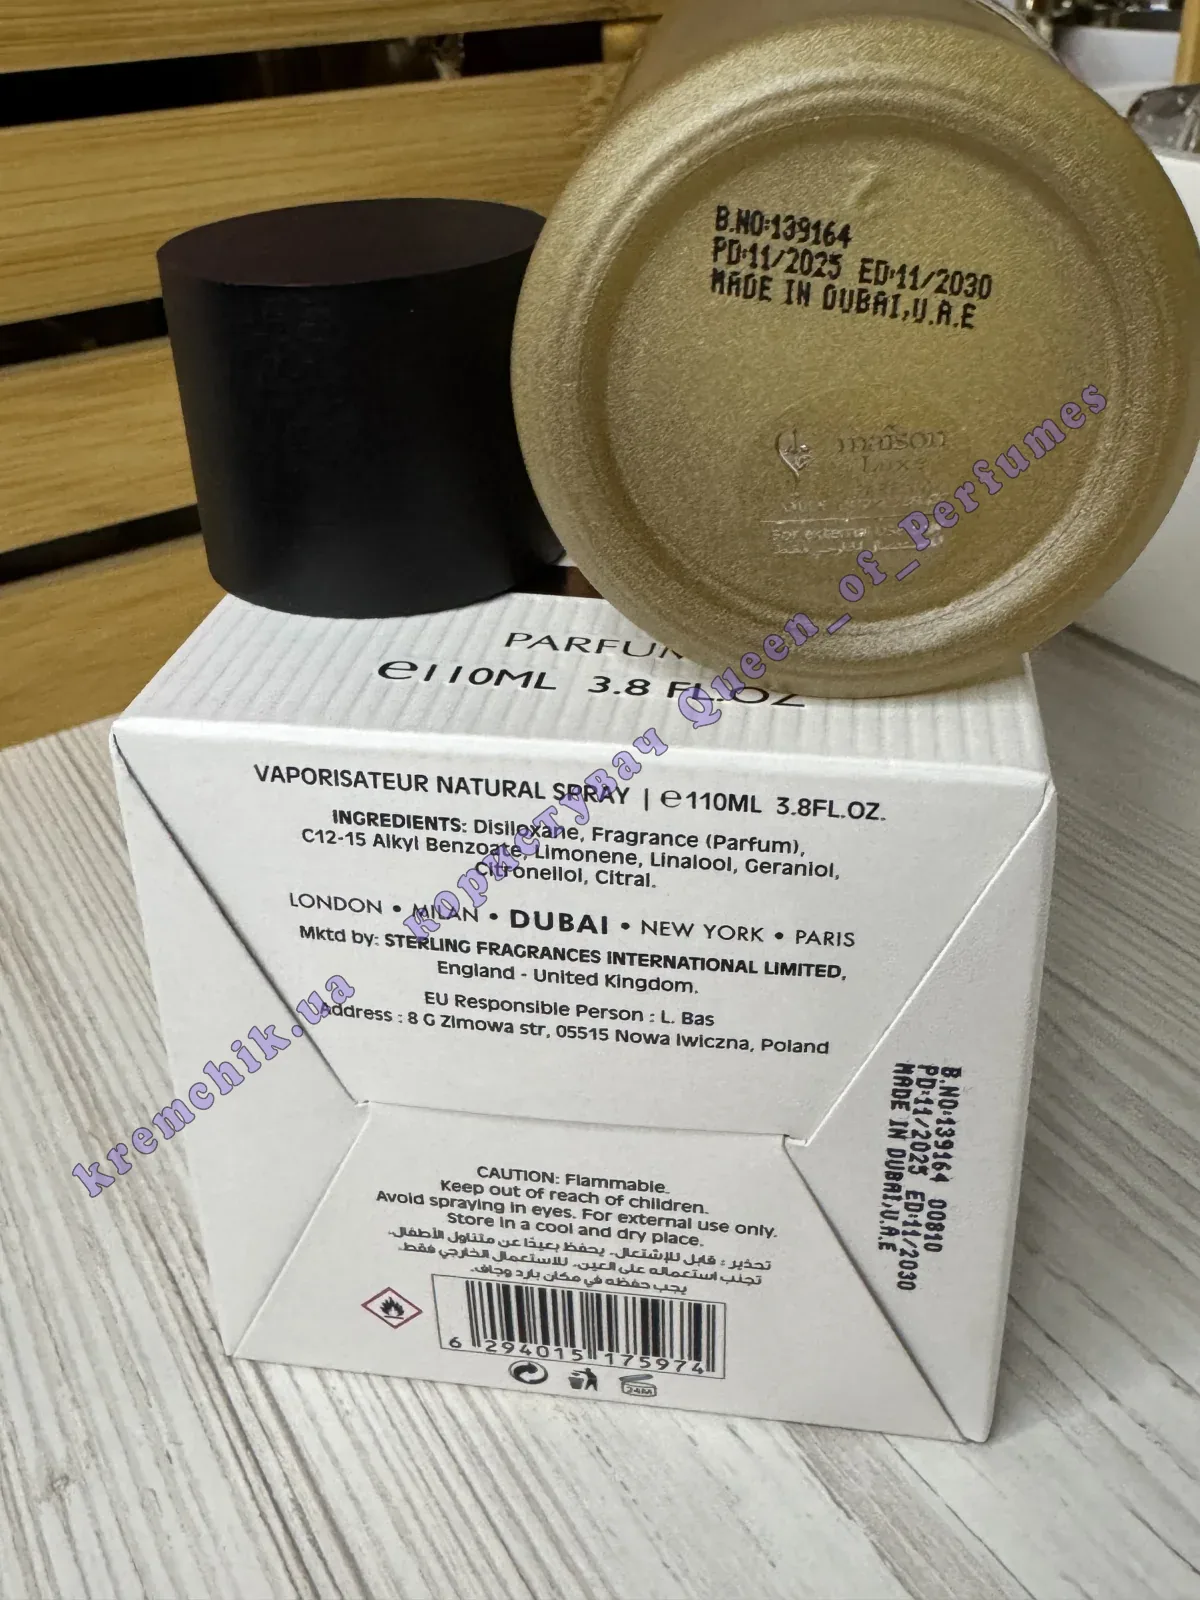 B.NO:139164
PD:11/2025 ED:11/2030
MADE IN DUBAI,U.A.E
maison
Luxe
For external use
PARFUM
e110ML 3.8 FL.OZ
VAPORISATEUR NATURAL SPRAY | e110ML 3.8FL.OZ.
INGREDIENTS: Disiloxane, Fragrance (Parfum),
C12-15 Alkyl Benzoate, Limonene, Linalool, Geraniol,
Citronellol, Citral.
LONDON • MILAN • DUBAI • NEW YORK • PARIS
Mktd by: STERLING FRAGRANCES INTERNATIONAL LIMITED,
England - United Kingdom.
EU Responsible Person : L. Bas
Address : 8 G Zimowa str, 05515 Nowa Iwiczna, Poland
B.NO:139164 00810
PD:11/2025 ED:11/2030
MADE IN DUBAI,U.A.E
CAUTION: Flammable.
Keep out of reach of children.
Avoid spraying in eyes. For external use only.
Store in a cool and dry place.
تحذير : قابل للإشتعال. يحفظ بعيدًا عن متناول الأطفال.
تجنب استعماله على العين. للاستعمال الخارجي فقط.
يجب حفظه في مكان بارد وجاف.
6 294015 175974
24M
kremchik.ua користувач Queen_of_Perfumes